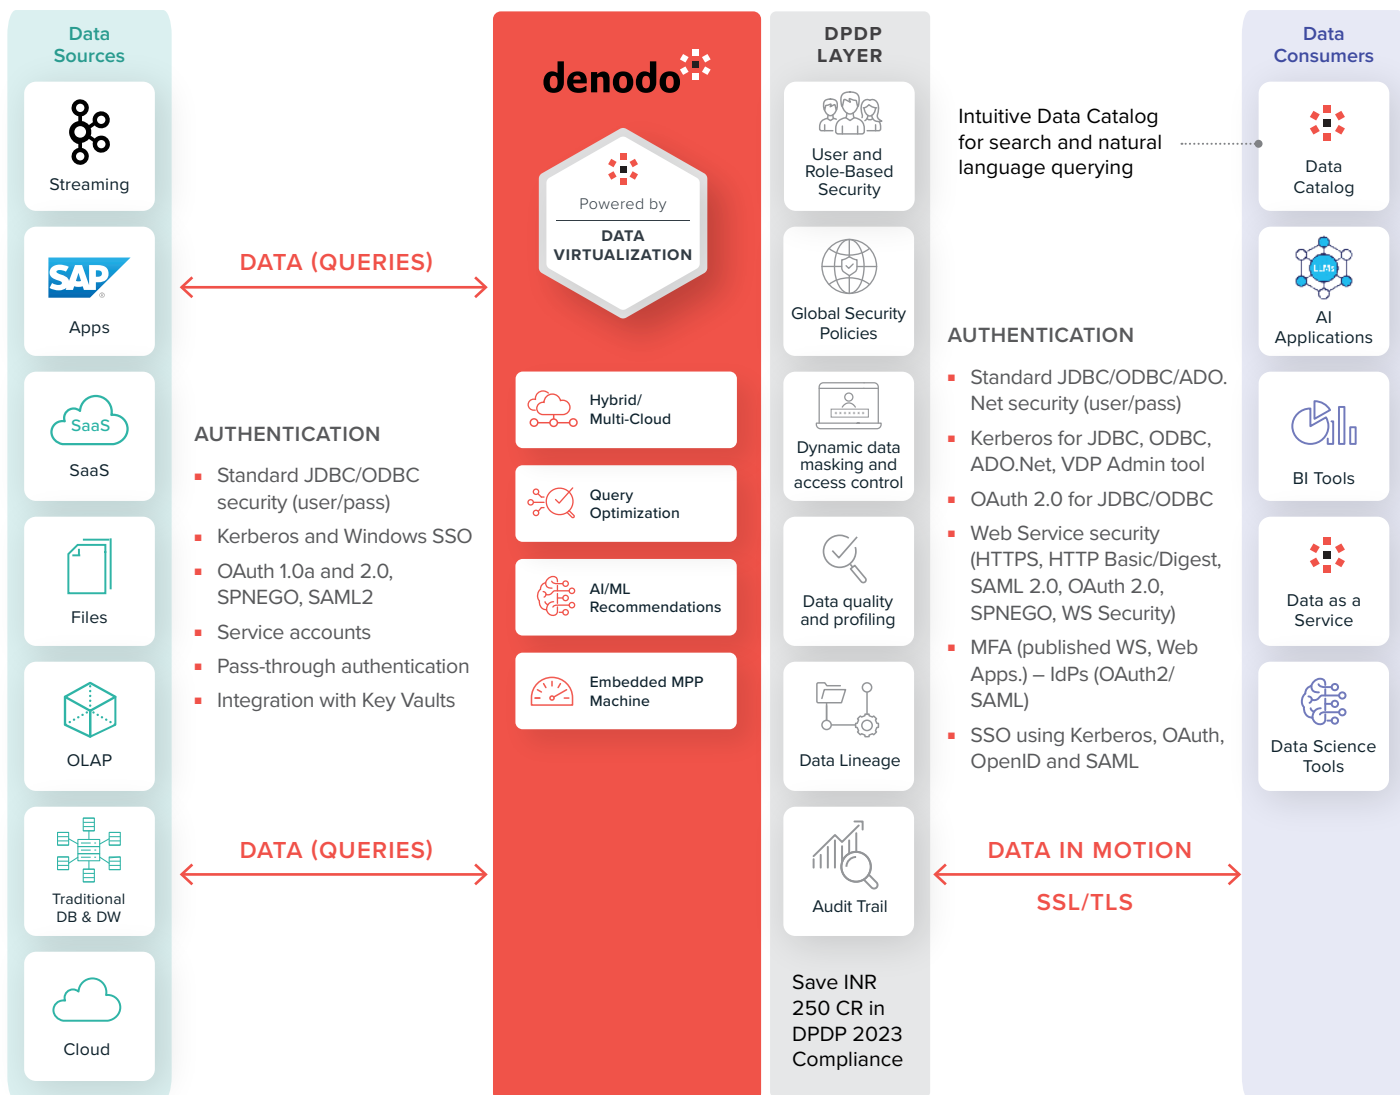 Data
Sources
Streaming
SAP
®
Apps
SaaS
SaaS
Files
OLAP
Traditional
DB & DW
Cloud
DATA (QUERIES)
AUTHENTICATION
Standard JDBC/ODBC
security (user/pass)
Kerberos and Windows SSO
OAuth 1.0a and 2.0,
SPNEGO, SAML2
Service accounts
Pass-through authentication
Integration with Key Vaults
DATA (QUERIES)
denodo
Powered by
DATA
VIRTUALIZATION
Hybrid/
Multi-Cloud
Query
Optimization
AI/ML
Recommendations
Embedded MPP
Machine
DPDP
LAYER
User and
Role-Based
Security
Global Security
Policies
Dynamic data
masking and
access control
Data quality
and profiling
Data Lineage
Audit Trail
Save INR
250 CR in
DPDP 2023
Compliance
Intuitive Data Catalog
for search and natural
language querying
AUTHENTICATION
Standard JDBC/ODBC/ADO.
Net security (user/pass)
Kerberos for JDBC, ODBC,
ADO.Net, VDP Admin tool
OAuth 2.0 for JDBC/ODBC
Web Service security
(HTTPS, HTTP Basic/Digest,
SAML 2.0, OAuth 2.0,
SPNEGO, WS Security)
MFA (published WS, Web
Apps.) – IdPs (OAuth2/
SAML)
SSO using Kerberos, OAuth,
OpenID and SAML
DATA IN MOTION
SSL/TLS
Data
Consumers
Data
Catalog
LLMs
AI
Applications
BI Tools
Data as a
Service
Data Science
Tools